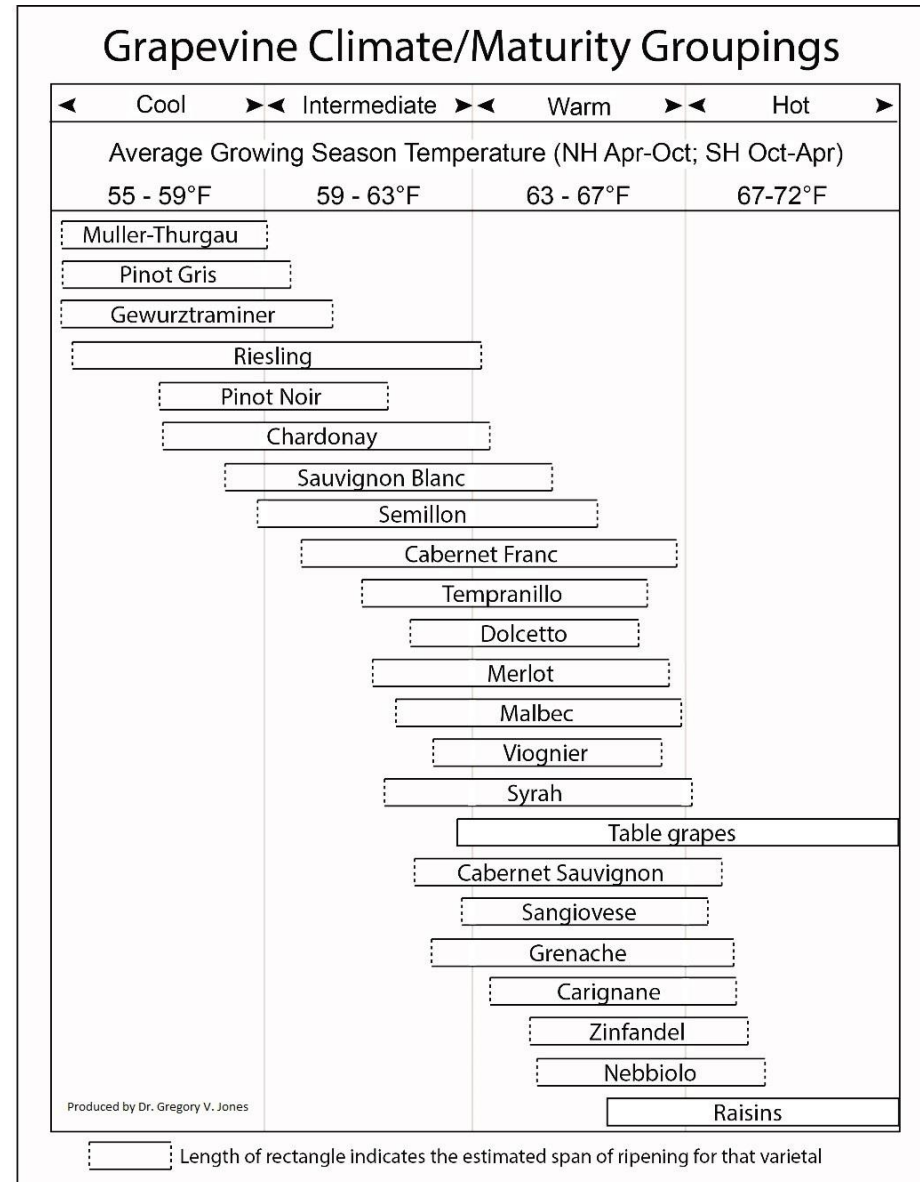 Grapevine Climate/Maturity Groupings
Cool Intermediate Warm Hot
Average Growing Season Temperature (NH Apr-Oct; SH Oct-Apr)
55 - 59°F 59 - 63°F 63 - 67°F 67-72°F
Muller-Thurgau
Pinot Gris
Gewurztraminer
Riesling
Pinot Noir
Chardonay
Sauvignon Blanc
Semillon
Cabernet Franc
Tempranillo
Dolcetto
Merlot
Malbec
Viognier
Syrah
Table grapes
Cabernet Sauvignon
Sangiovese
Grenache
Carignane
Zinfandel
Nebbiolo
Raisins
Produced by Dr. Gregory V. Jones
Length of rectangle indicates the estimated span of ripening for that varietal